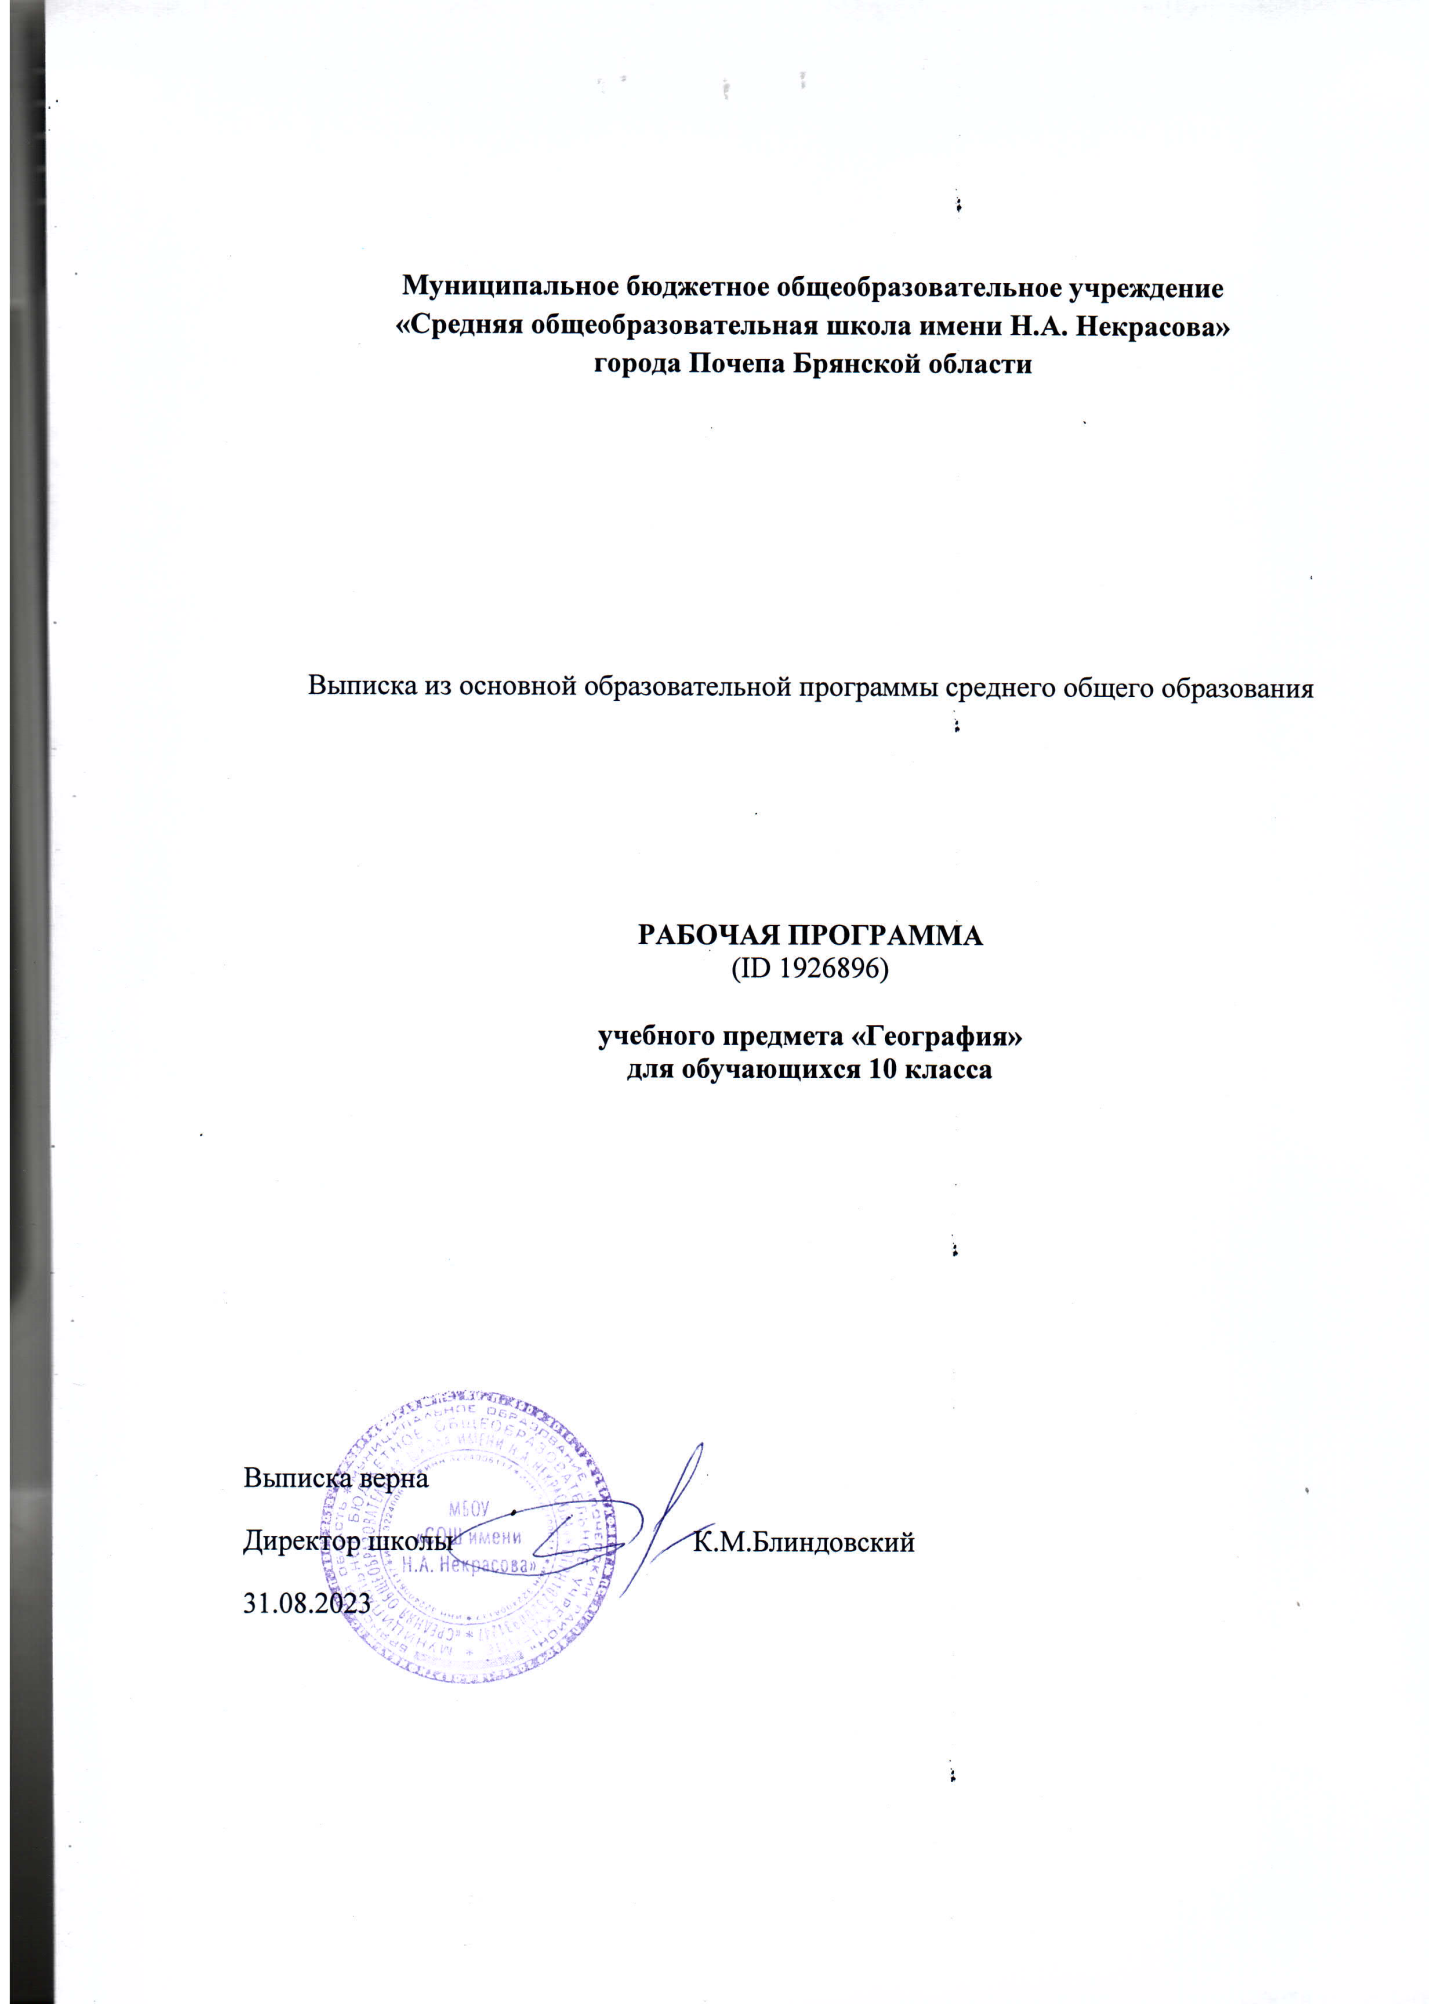 Муниципальное бюджетное общеобразовательное учреждение
«Средняя общеобразовательная школа имени Н.А. Некрасова»
города Почепа Брянской области
Выписка из основной образовательной программы среднего общего образования
РАБОЧАЯ ПРОГРАММА
(ID 1926896)
учебного предмета «География»
для обучающихся 10 класса
Выписка верна
Директор школы
К.М.Блиндовский
31.08.2023
МБОУ
«СОШ имени
Н.А. Некрасова»